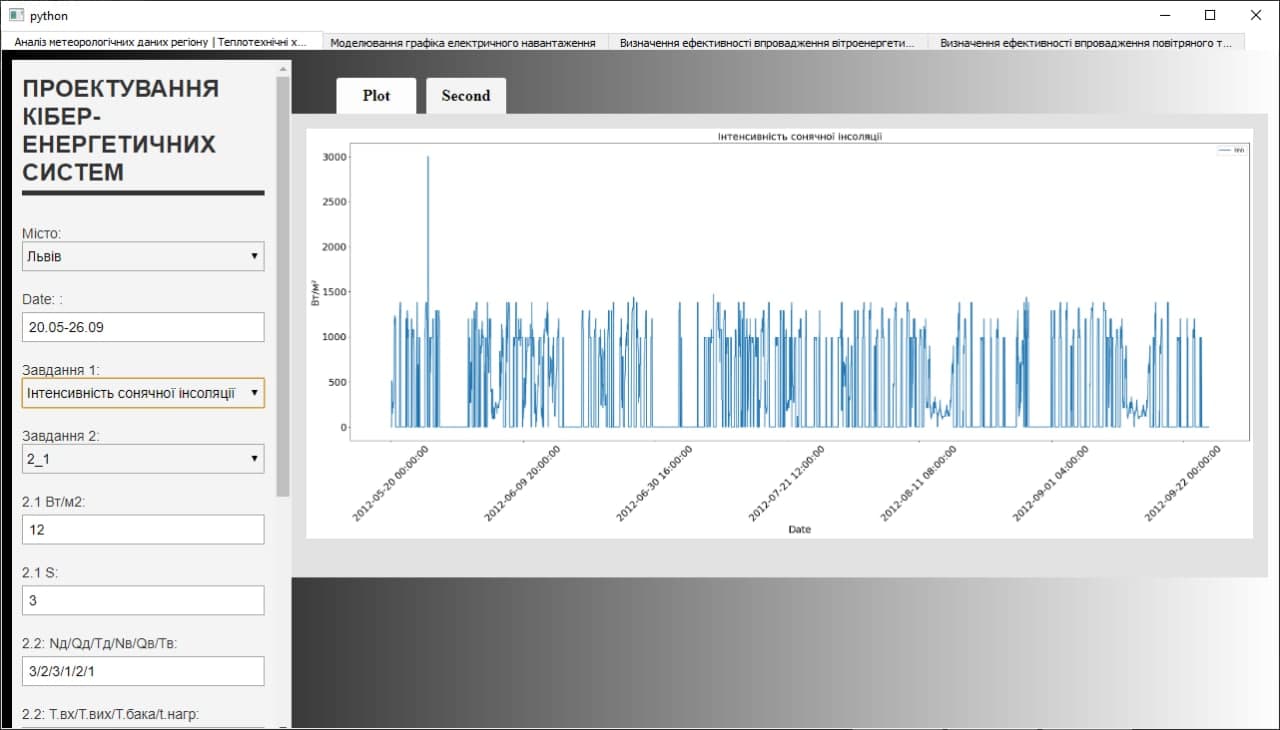 python
Аналіз метеорологічних даних регіону | Теплотехнічні х...
Моделювання графіка електричного навантаження
Визначення ефективності впровадження вітроенергети...
Визначення ефективності впровадження повітряного т...
ПРОЕКТУВАННЯ
КІБЕР-
ЕНЕРГЕТИЧНИХ
СИСТЕМ
Місто:
Львів
Date: :
20.05-26.09
Завдання 1:
Інтенсивність сонячної інсоляції
Завдання 2:
2_1
2.1 Вт/м2:
12
2.1 S:
3
2.2: Nд/Qд/Tд/Nв/Qв/Tв:
3/2/3/1/2/1
2.2: Т.вх/Т.вих/Т.бака/t.нагр:
Plot
Second
Інтенсивність сонячної інсоляції
3000
2500
2000
1500
1000
500
0
Вт/м²
2012-05-20 00:00:00
2012-06-09 20:00:00
2012-06-30 16:00:00
2012-07-21 12:00:00
2012-08-11 08:00:00
2012-09-01 04:00:00
2012-09-22 00:00:00
Date